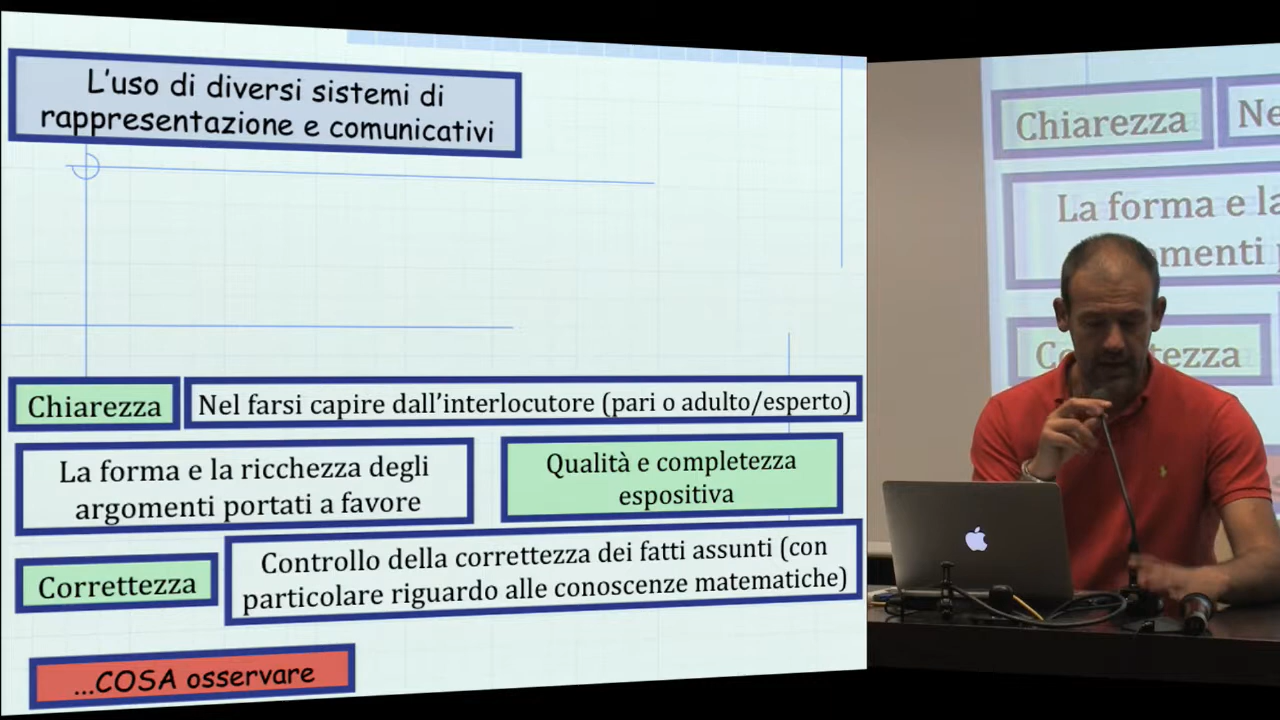 L'uso di diversi sistemi di
rappresentazione e comunicativi
Chiarezza
Nel farsi capire dall'interlocutore (pari o adulto/esperto)
La forma e la ricchezza degli
argomenti portati a favore
Qualità e completezza
espositiva
Correttezza
Controllo della correttezza dei fatti assunti (con
particolare riguardo alle conoscenze matematiche)
...COSA osservare
Chiarezza
Ne
La forma e la